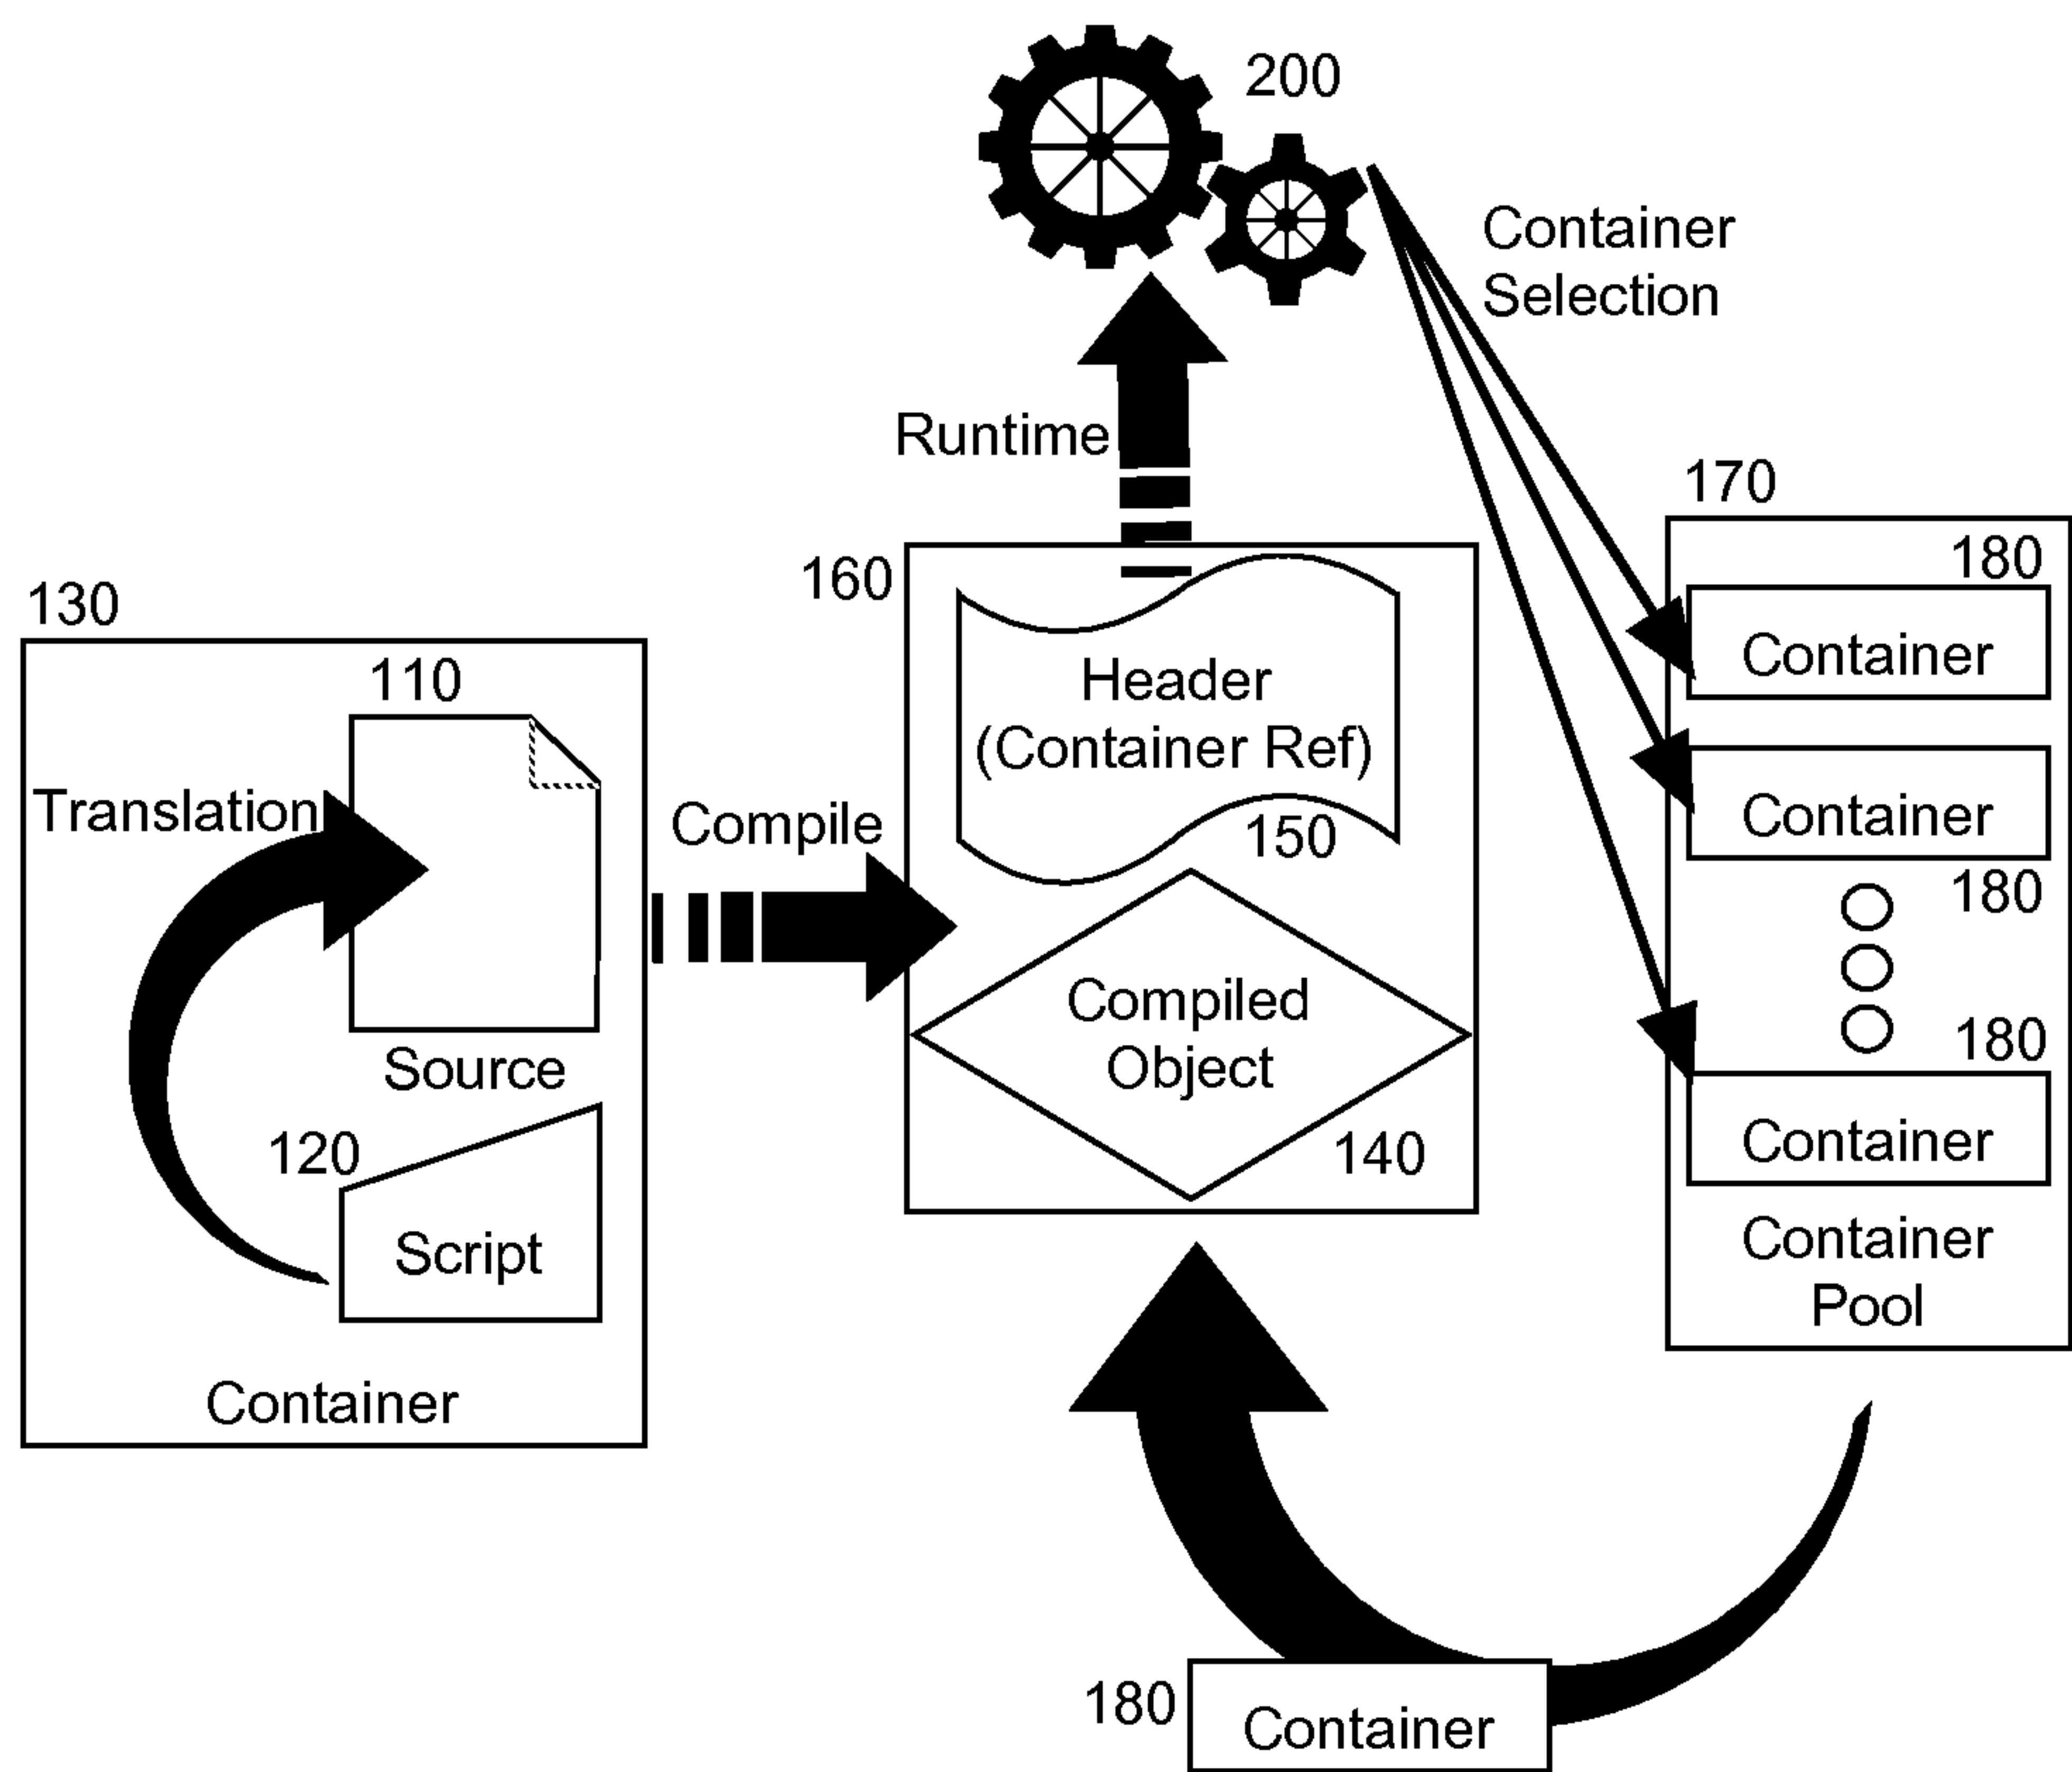 200
Container
Selection
Runtime
170
160
180
130
Container
110
Header
(Container Ref)
Translation
Compile
150
Container
180
Compiled
Object
Source
180
120
140
Container
Script
Container
Pool
Container
180
Container